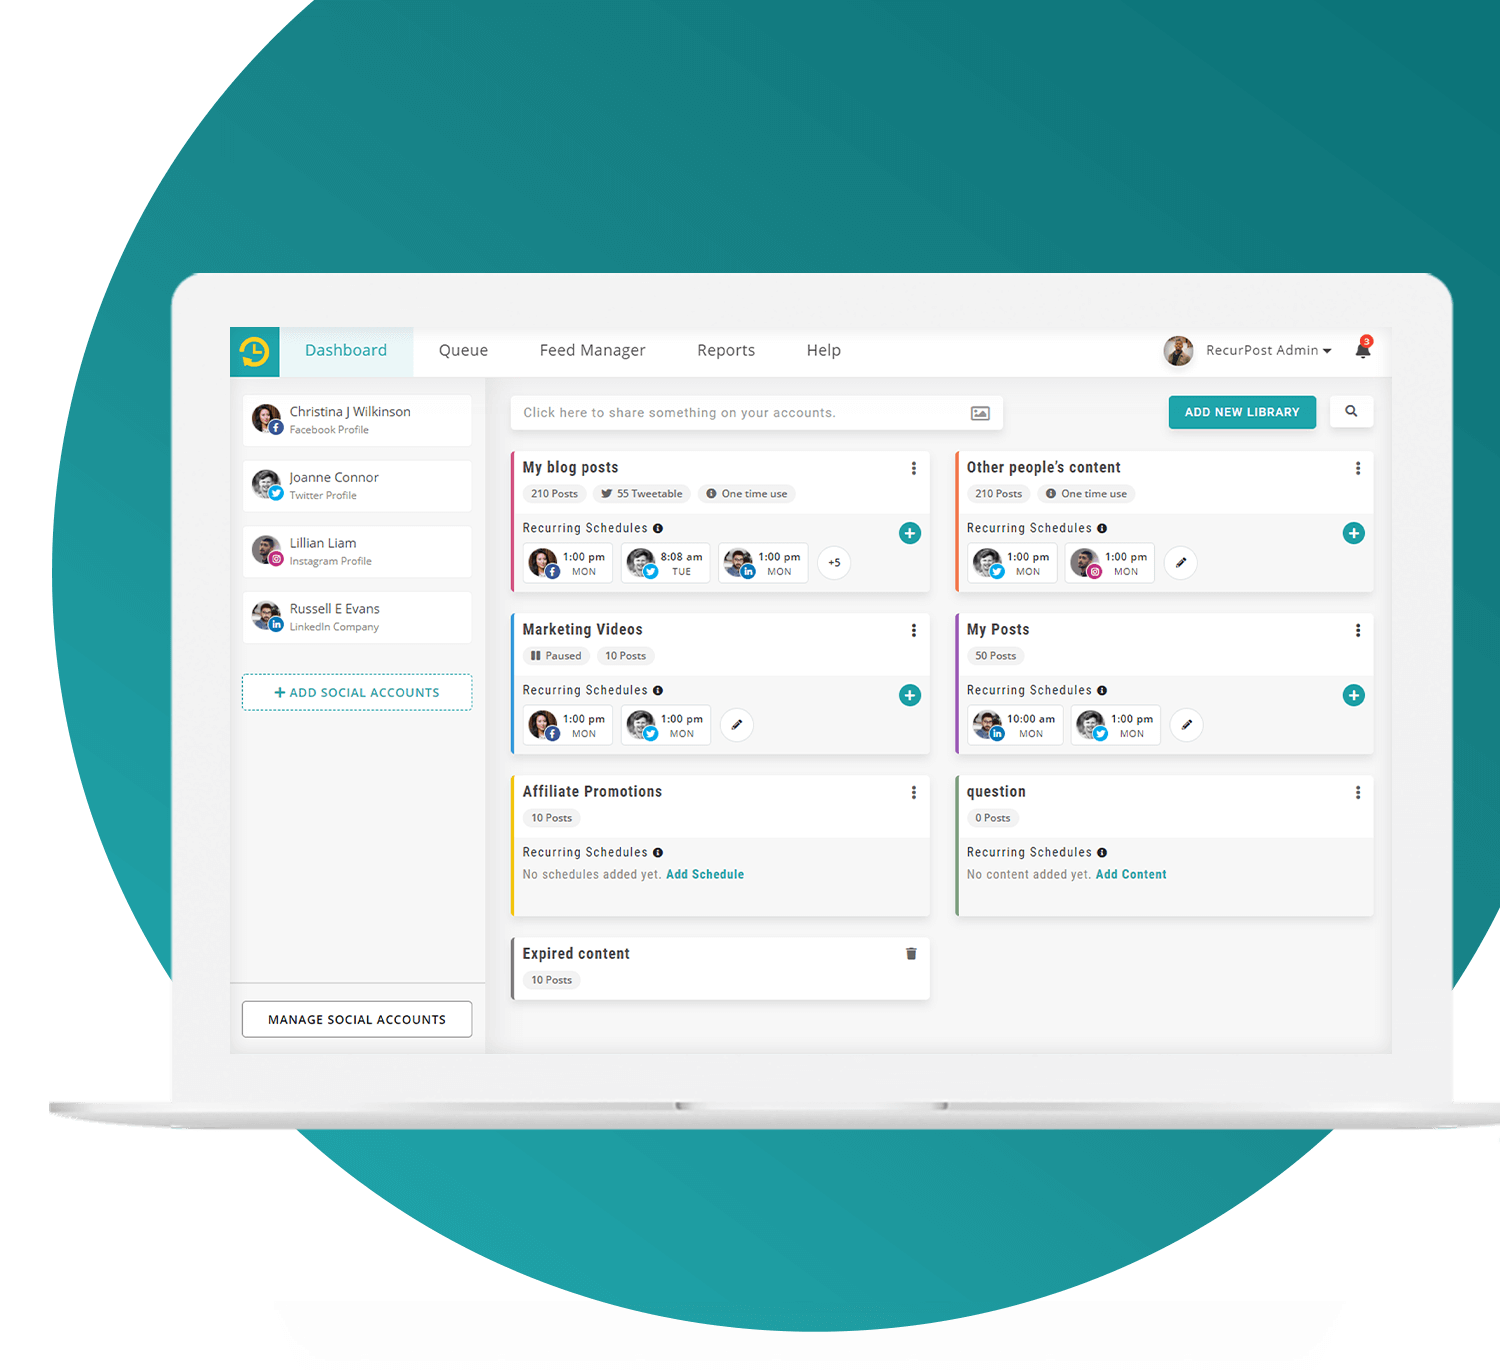 Dashboard
Queue
Feed Manager
Reports
Help
RecurPost Admin
3
Christina J Wilkinson
Facebook Profile
Joanne Connor
Twitter Profile
Lillian Liam
Instagram Profile
Russell E Evans
LinkedIn Company
+ ADD SOCIAL ACCOUNTS
MANAGE SOCIAL ACCOUNTS
Click here to share something on your accounts.
ADD NEW LIBRARY
My blog posts
210 Posts 55 Tweetable One time use
Recurring Schedules
1:00 pm
MON
8:08 am
TUE
1:00 pm
MON
+5
Other people's content
210 Posts One time use
Recurring Schedules
1:00 pm
MON
1:00 pm
MON
Marketing Videos
Paused 10 Posts
Recurring Schedules
1:00 pm
MON
1:00 pm
MON
My Posts
50 Posts
Recurring Schedules
10:00 am
MON
1:00 pm
MON
Affiliate Promotions
10 Posts
Recurring Schedules
No schedules added yet. Add Schedule
question
0 Posts
Recurring Schedules
No content added yet. Add Content
Expired content
10 Posts